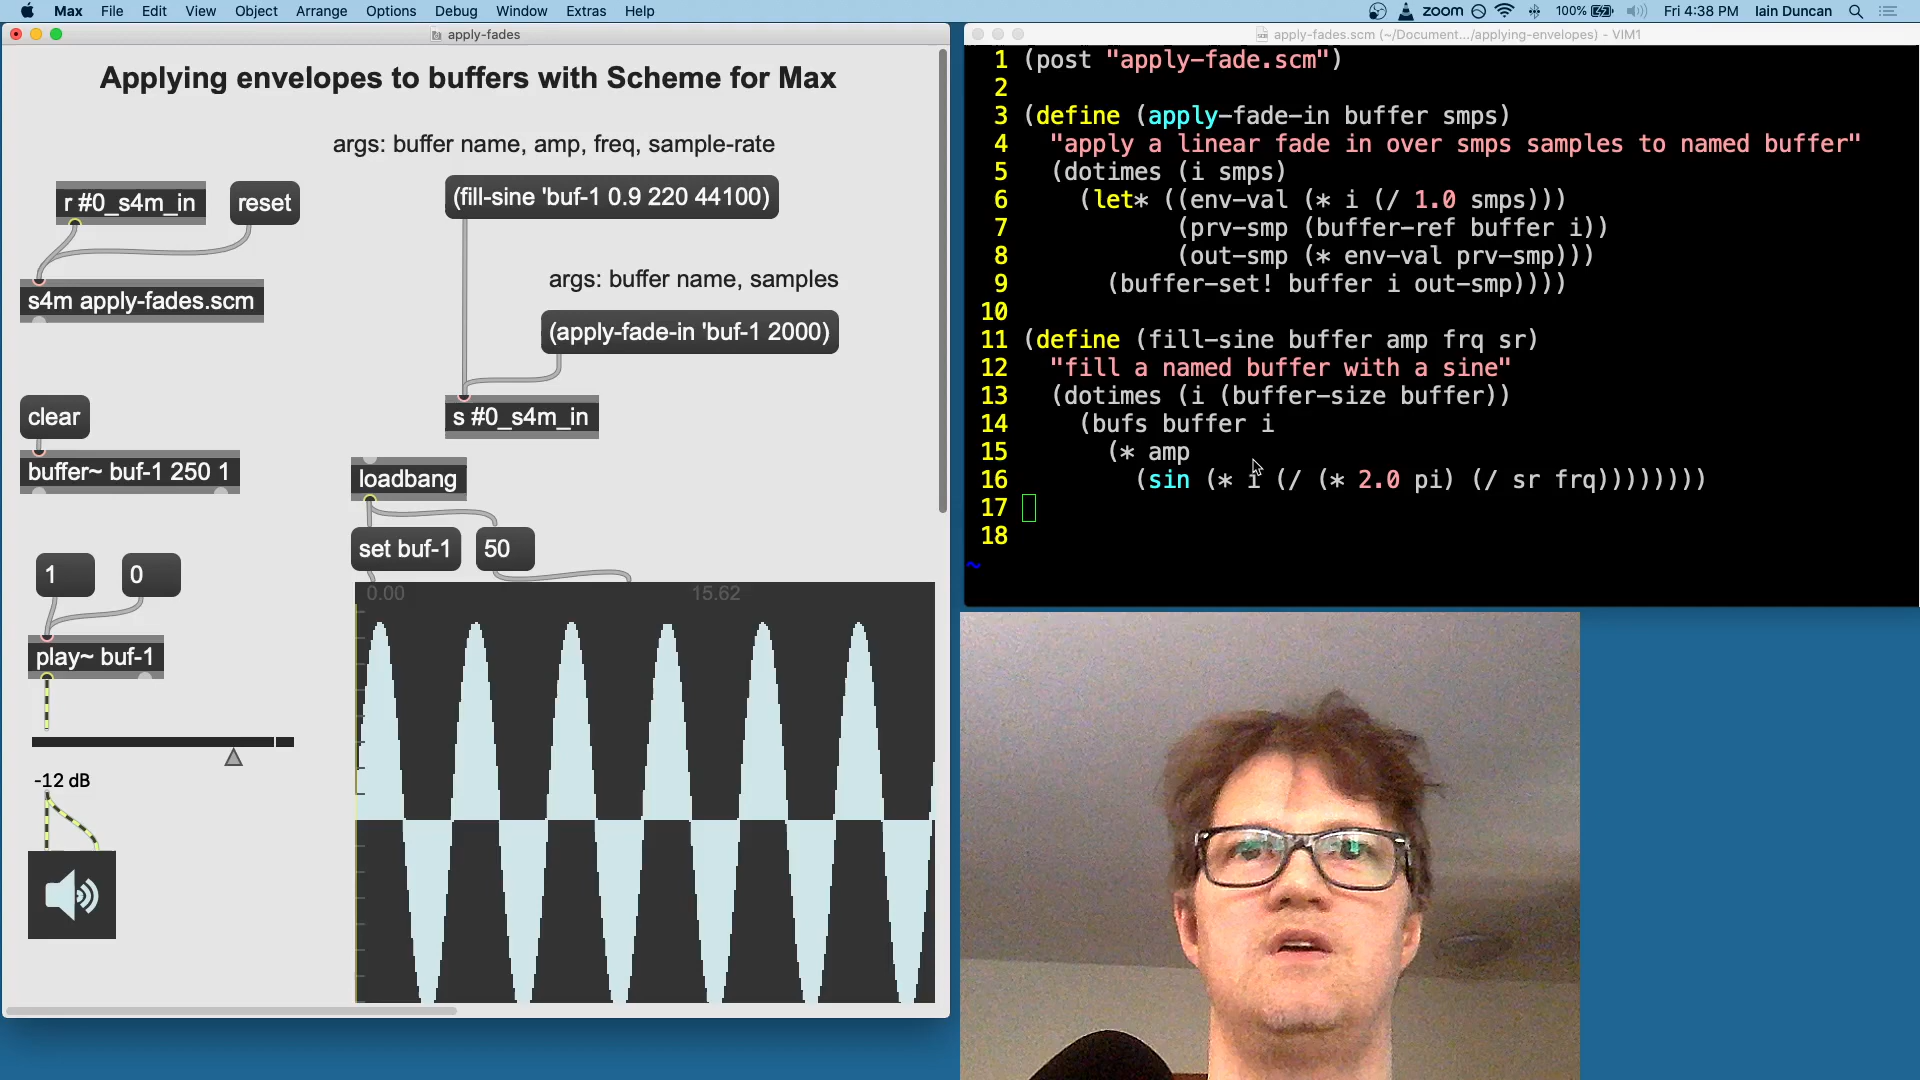 Max File Edit View Object Arrange Options Debug Window Extras Help
zoom 100% Fri 4:38 PM Iain Duncan
apply-fades
Applying envelopes to buffers with Scheme for Max
args: buffer name, amp, freq, sample-rate
r #0_s4m_in
reset
(fill-sine 'buf-1 0.9 220 44100)
s4m apply-fades.scm
args: buffer name, samples
(apply-fade-in 'buf-1 2000)
clear
s #0_s4m_in
buffer~ buf-1 250 1
loadbang
set buf-1
50
1
0
0.00
15.62
play~ buf-1
-12 dB
apply-fades.scm (~/Document.../applying-envelopes) - VIM1
1 (post "apply-fade.scm")
2
3 (define (apply-fade-in buffer smps)
4 "apply a linear fade in over smps samples to named buffer"
5 (dotimes (i smps)
6 (let* ((env-val (* i (/ 1.0 smps)))
7 (prv-smp (buffer-ref buffer i))
8 (out-smp (* env-val prv-smp)))
9 (buffer-set! buffer i out-smp))))
10
11 (define (fill-sine buffer amp frq sr)
12 "fill a named buffer with a sine"
13 (dotimes (i (buffer-size buffer))
14 (bufs buffer i
15 (* amp
16 (sin (* i (/ (* 2.0 pi) (/ sr frq))))))))
17
18
~